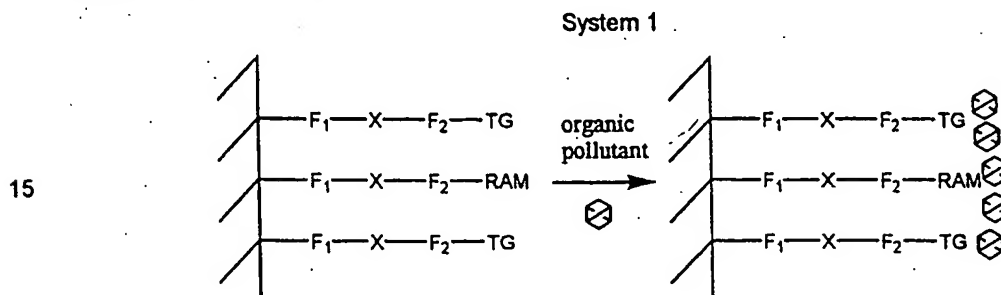 System 1
F₁—X—F₂—TG F₁—X—F₂—TG
organic
pollutant
15 F₁—X—F₂—RAM F₁—X—F₂—RAM
F₁—X—F₂—TG F₁—X—F₂—TG